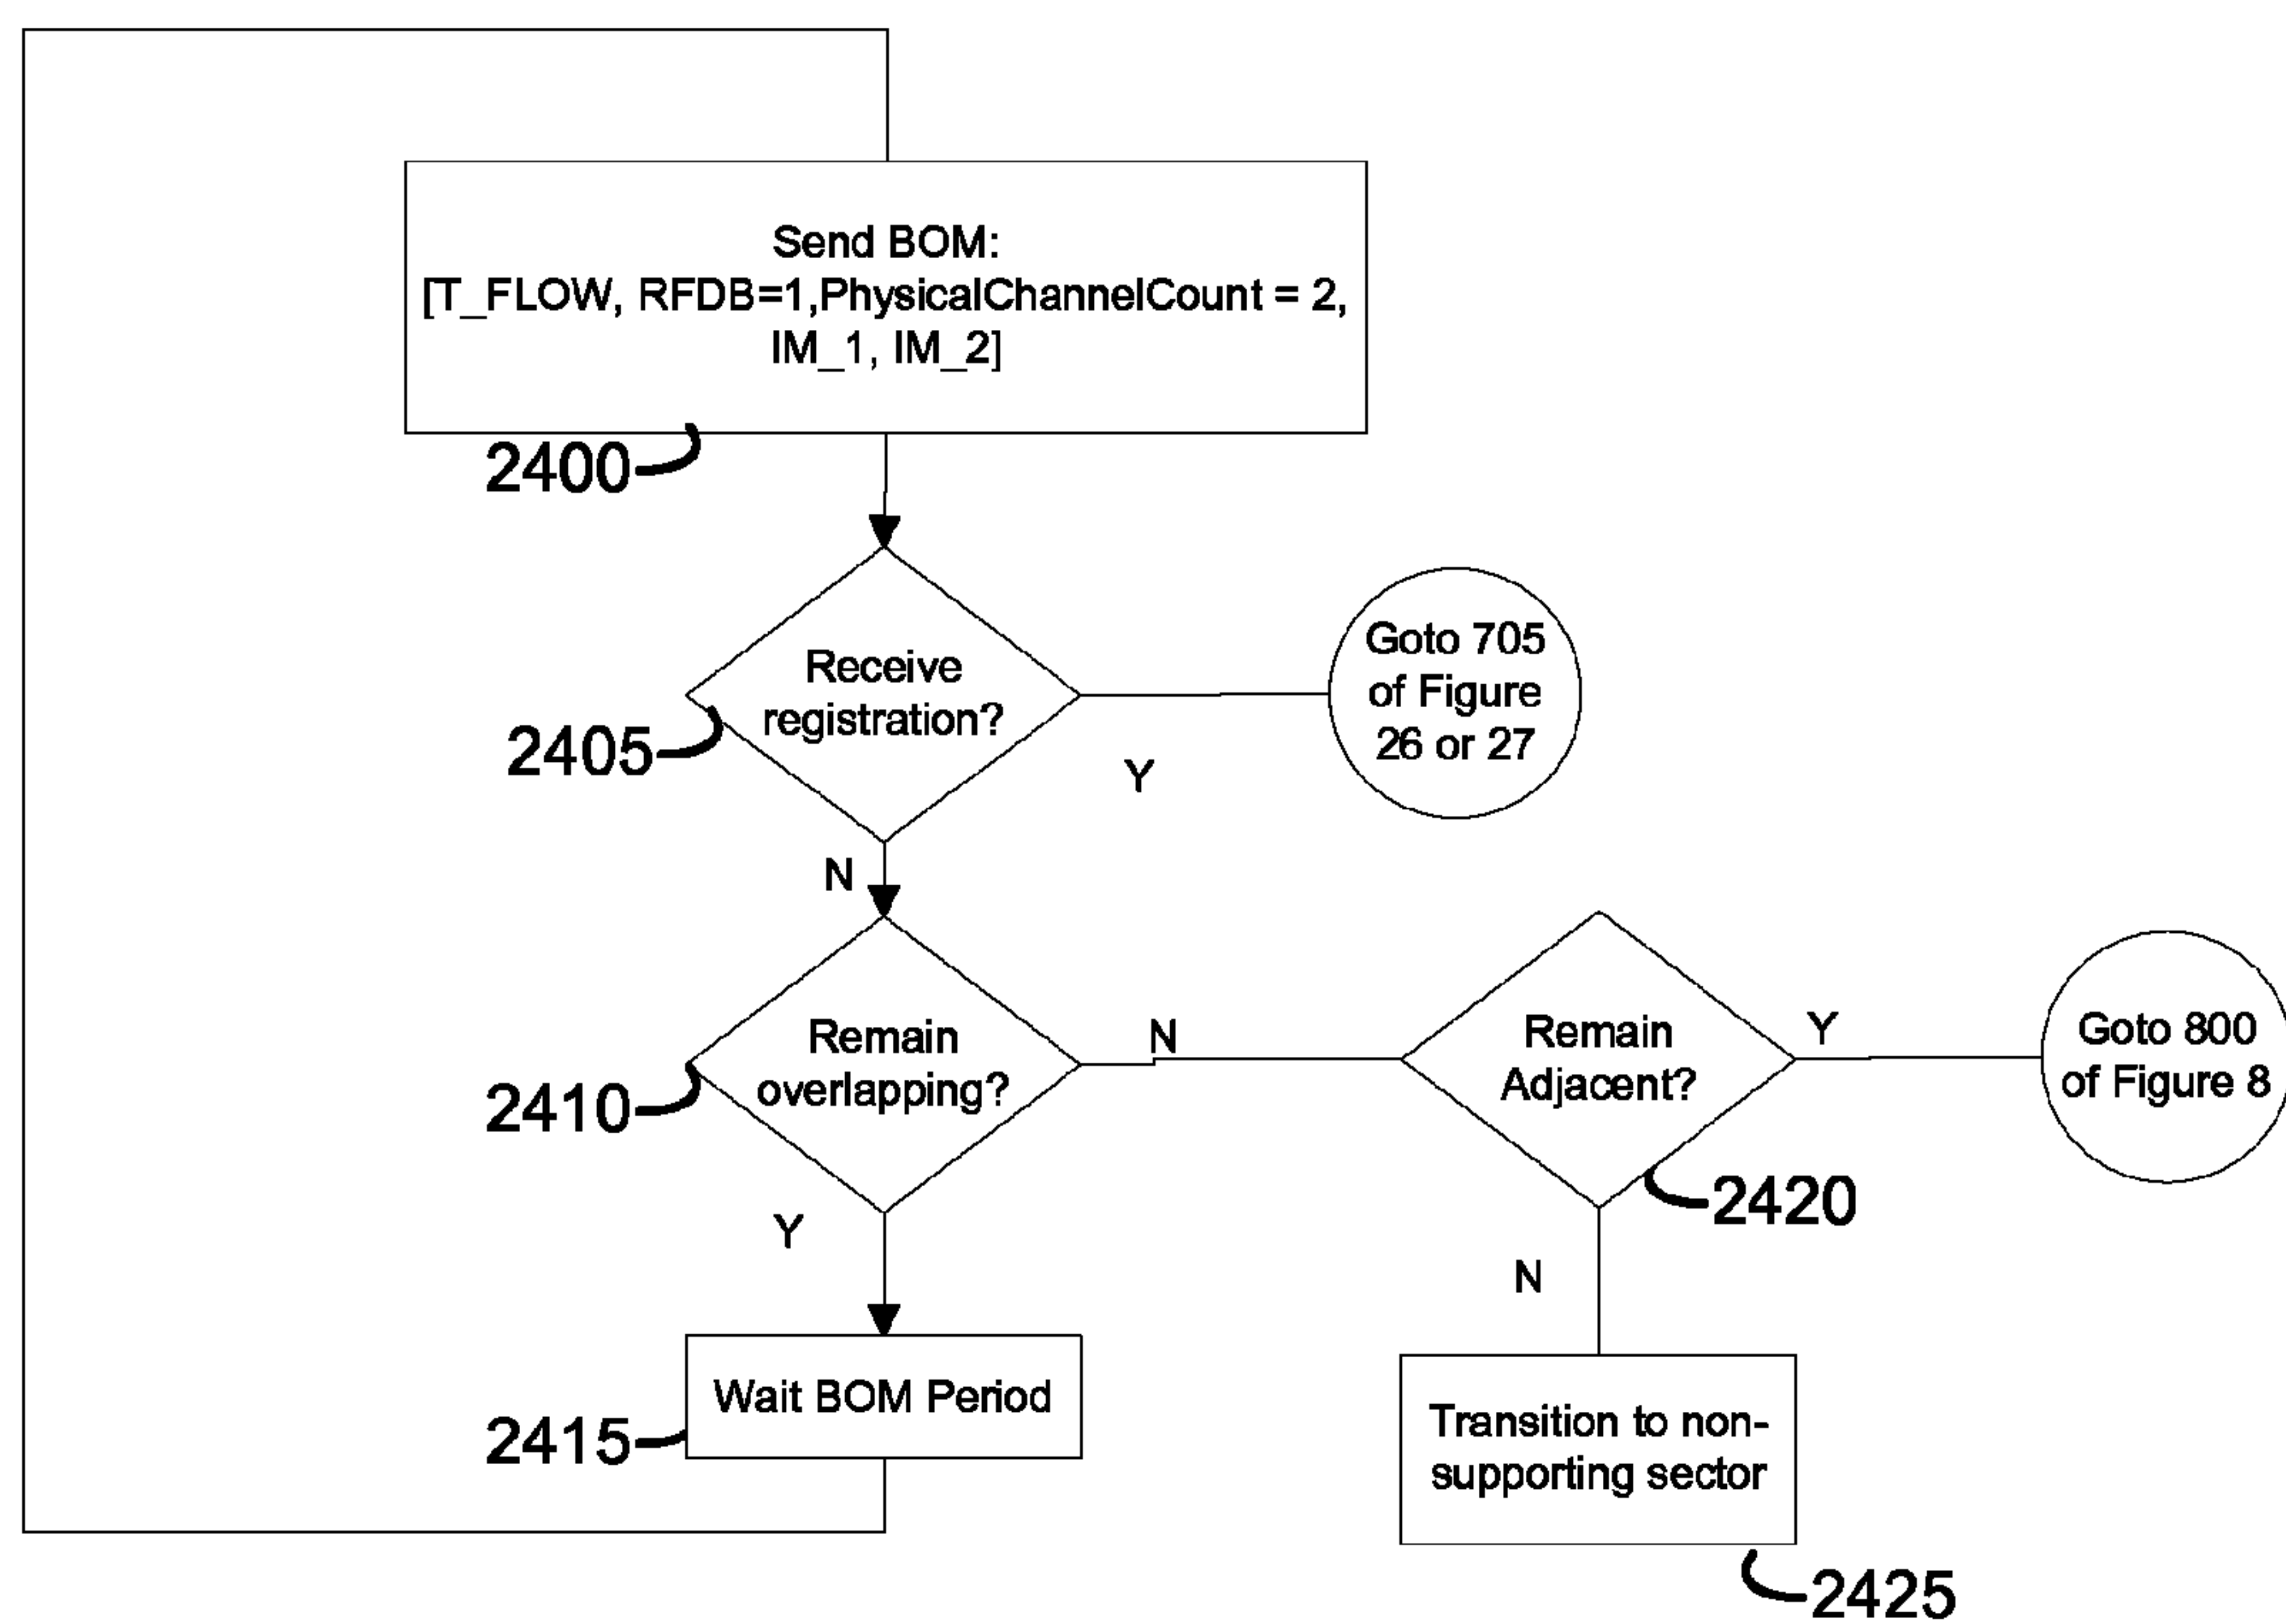 Send BOM:
[T_FLOW, RFDB=1,PhysicalChannelCount = 2,
IM_1, IM_2]
2400
Receive
registration?
2405
Y
Goto 705
of Figure
26 or 27
N
Remain
overlapping?
2410
N
Remain
Adjacent?
2420
Y
Goto 800
of Figure 8
Y
Wait BOM Period
2415
N
Transition to non-
supporting sector
2425